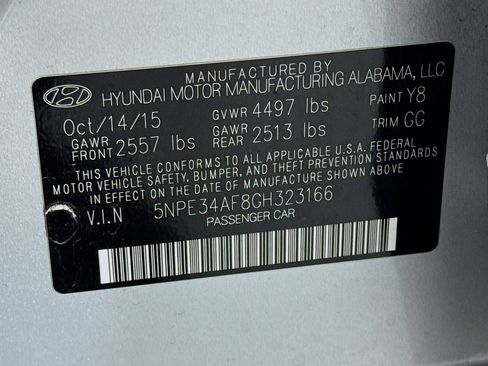 MANUFACTURED BY
HYUNDAI MOTOR MANUFACTURING ALABAMA, LLC
Oct/14/15 GVWR 4497 lbs PAINT Y8
GAWR FRONT 2557 lbs GAWR REAR 2513 lbs TRIM GG
THIS VEHICLE CONFORMS TO ALL APPLICABLE U.S.A. FEDERAL
MOTOR VEHICLE SAFETY, BUMPER, AND THEFT PREVENTION
STANDARDS IN EFFECT ON THE DATE OF MANUFACTURE
SHOWN ABOVE.
V.I.N 5NPE34AF8GH323166
PASSENGER CAR